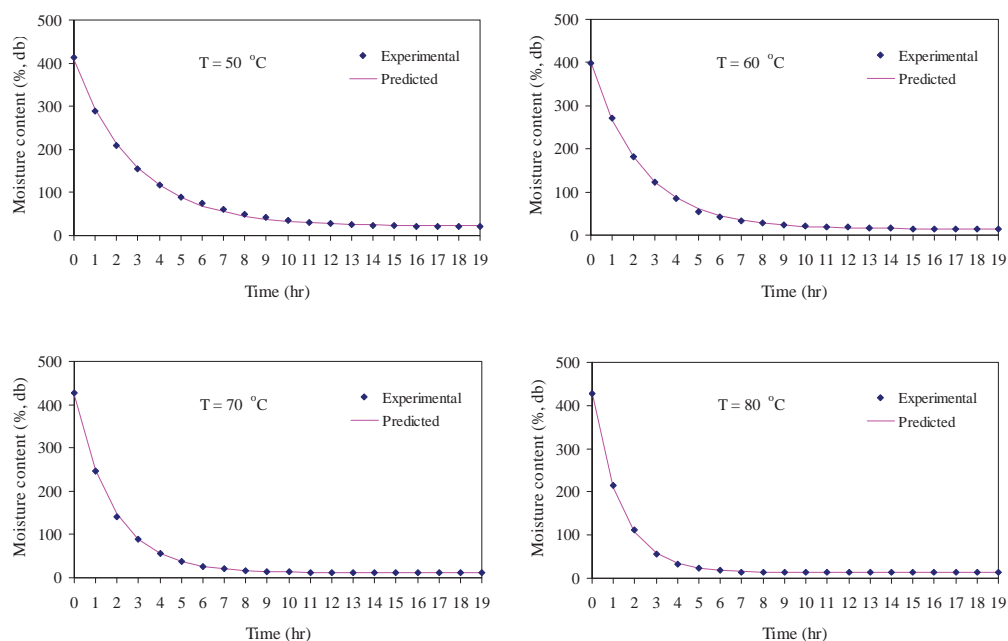 500
400
300
200
100
0
Moisture content (%, db)
T = 50 °C
Experimental
Predicted
0 1 2 3 4 5 6 7 8 9 10 11 12 13 14 15 16 17 18 19
Time (hr)
500
400
300
200
100
0
Moisture content (%, db)
T = 60 °C
Experimental
Predicted
0 1 2 3 4 5 6 7 8 9 10 11 12 13 14 15 16 17 18 19
Time (hr)
500
400
300
200
100
0
Moisture content (%, db)
T = 70 °C
Experimental
Predicted
0 1 2 3 4 5 6 7 8 9 10 11 12 13 14 15 16 17 18 19
Time (hr)
500
400
300
200
100
0
Moisture content (%, db)
T = 80 °C
Experimental
Predicted
0 1 2 3 4 5 6 7 8 9 10 11 12 13 14 15 16 17 18 19
Time (hr)